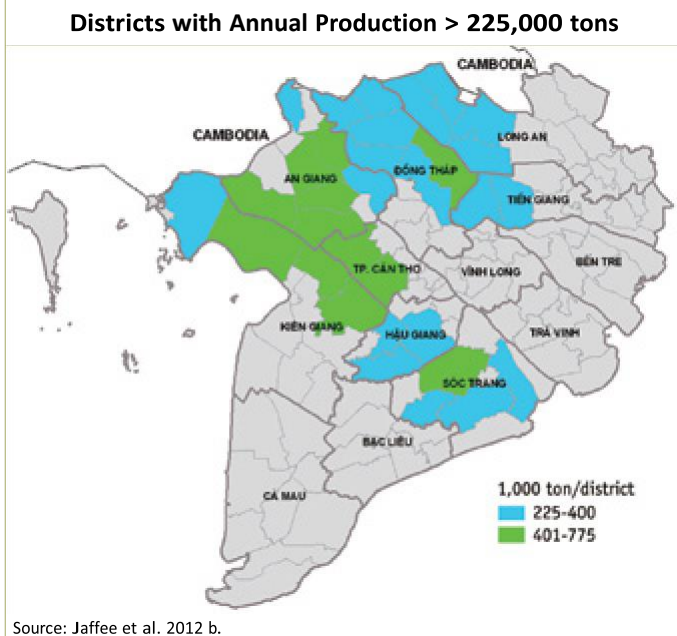 Districts with Annual Production > 225,000 tons
CAMBODIA
CAMBODIA
LONG AN
ĐỒNG THÁP
AN GIANG
TIỀN GIANG
BẾN TRE
TP. CẦN THƠ
VĨNH LONG
KIÊN GIANG
HẬU GIANG
TRÀ VINH
SÓC TRĂNG
BẠC LIÊU
CÀ MAU
1,000 ton/district
225-400
401-775
Source: Jaffee et al. 2012 b.